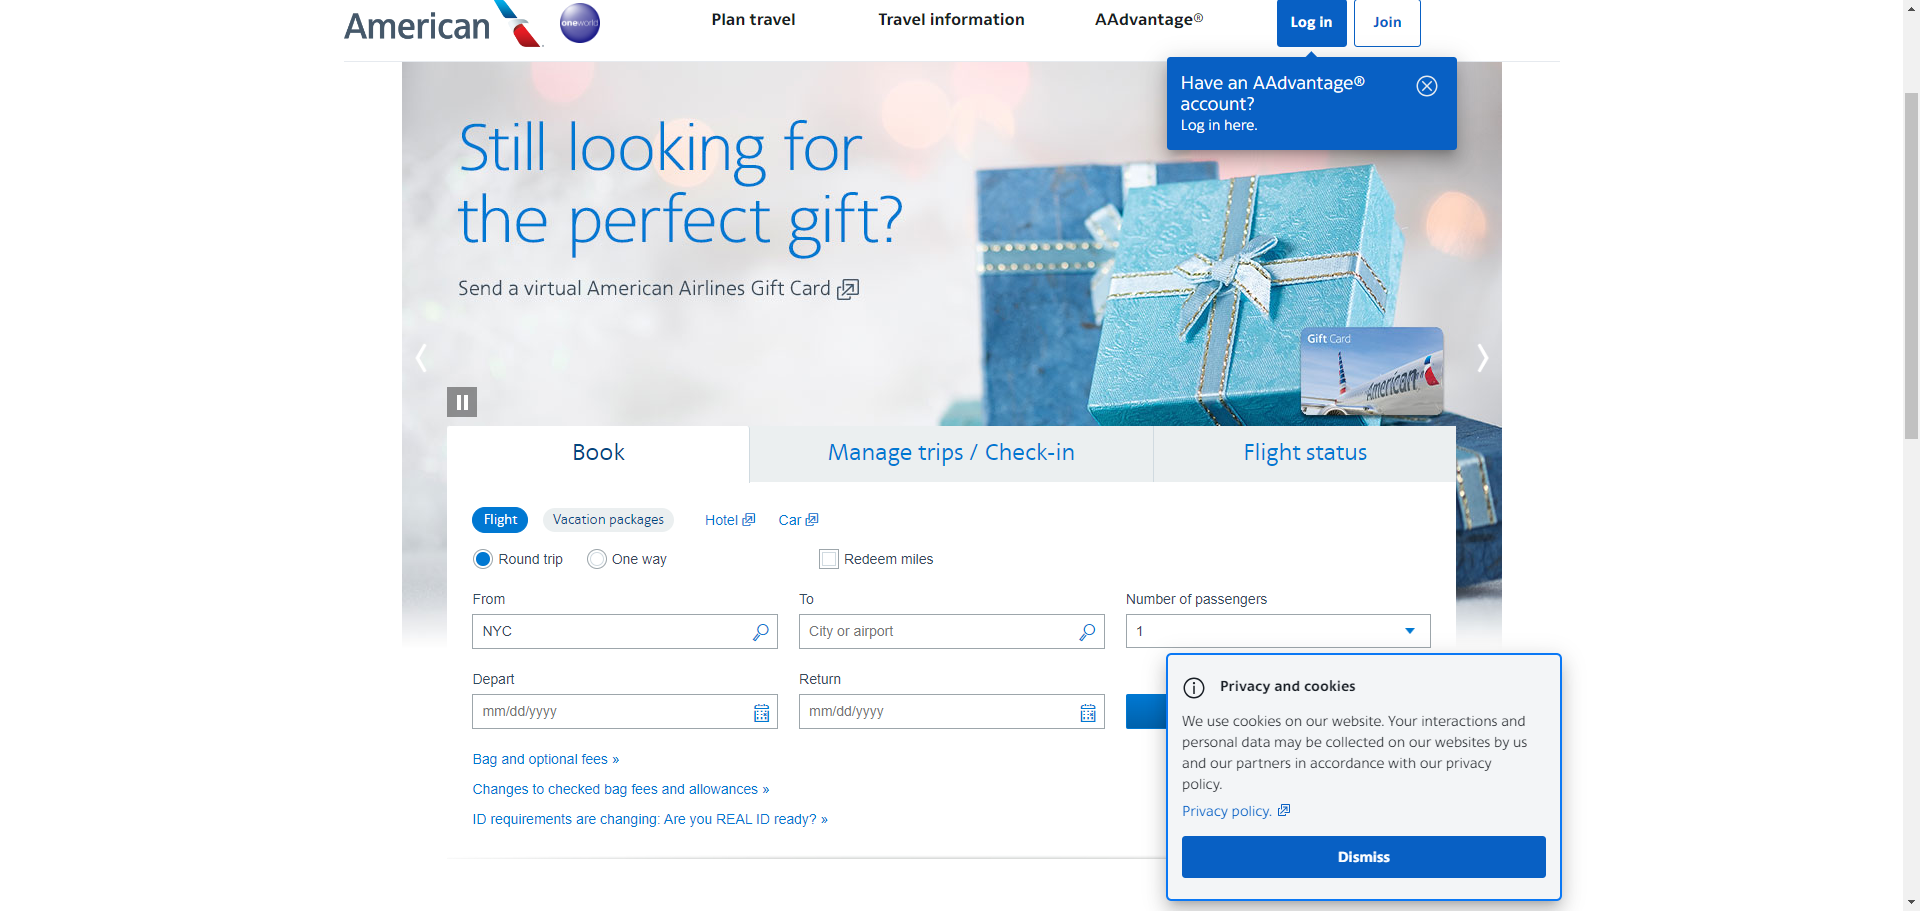 American
oneworld
Plan travel
Travel information
AAdvantage®
Log in
Join
Have an AAdvantage®
account?
Log in here.
Still looking for
the perfect gift?
Send a virtual American Airlines Gift Card
Gift Card
American
Book
Manage trips / Check-in
Flight status
Flight
Vacation packages
Hotel
Car
Round trip
One way
Redeem miles
From
To
Number of passengers
NYC
City or airport
1
Depart
Return
mm/dd/yyyy
mm/dd/yyyy
Bag and optional fees »
Changes to checked bag fees and allowances »
ID requirements are changing: Are you REAL ID ready? »
Privacy and cookies
We use cookies on our website. Your interactions and
personal data may be collected on our websites by us
and our partners in accordance with our privacy
policy.
Privacy policy.
Dismiss